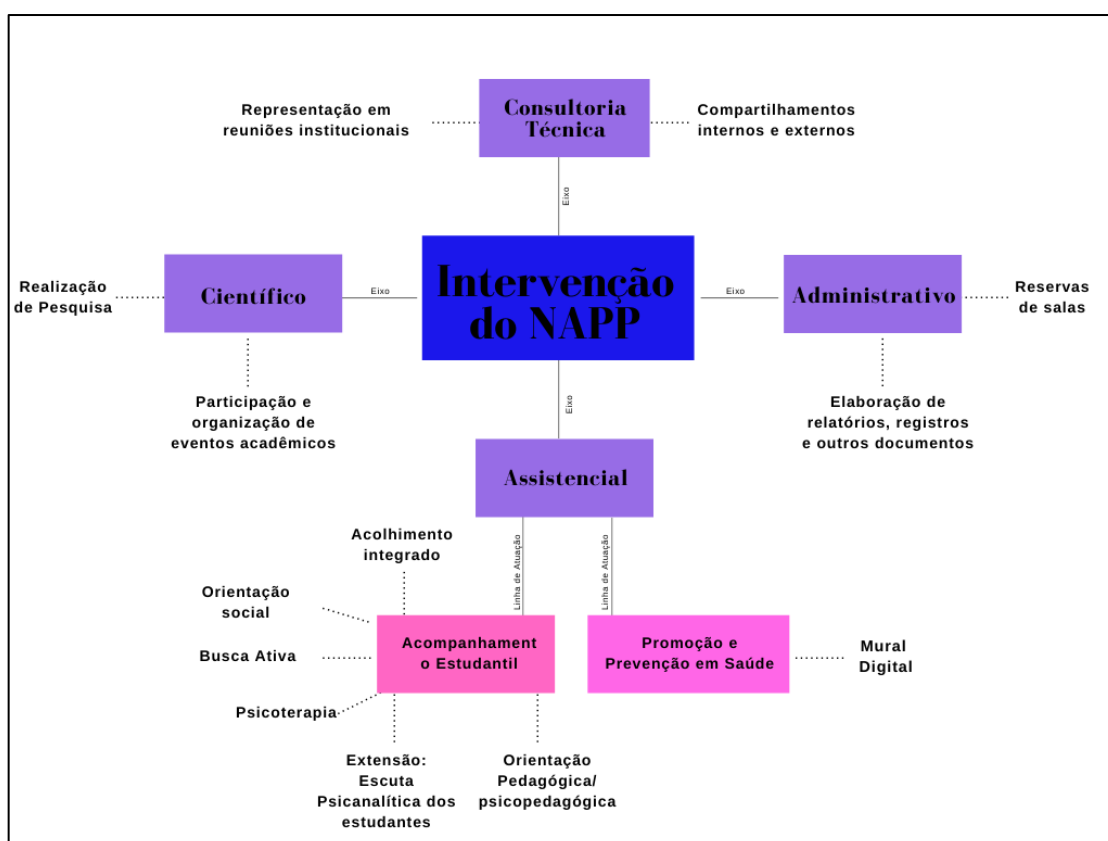 Consultoria
Técnica
Representação em
reuniões institucionais
Compartilhamentos
internos e externos
Eixo
Intervenção
do NAPP
Científico
Eixo
Realização
de Pesquisa
Participação e
organização de
eventos acadêmicos
Eixo
Administrativo
Reservas
de salas
Elaboração de
relatórios, registros
e outros documentos
Eixo
Assistencial
Linha de Atuação
Linha de Atuação
Acolhimento
integrado
Orientação
social
Busca Ativa
Psicoterapia
Acompanhament
o Estudantil
Extensão:
Escuta
Psicanalítica dos
estudantes
Orientação
Pedagógica/
psicopedagógica
Promoção e
Prevenção em Saúde
Mural
Digital